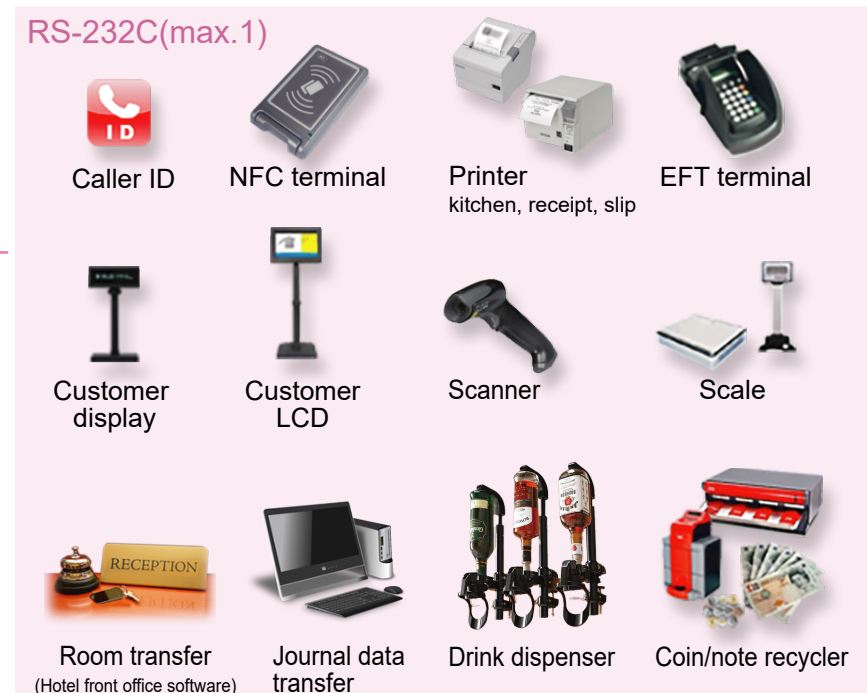 RS-232C(max.1)
ID
Caller ID
NFC terminal
Printer
kitchen, receipt, slip
EFT terminal
Customer
display
Customer
LCD
Scanner
Scale
RECEPTION
Room transfer
(Hotel front office software)
Journal data
transfer
Drink dispenser
Coin/note recycler